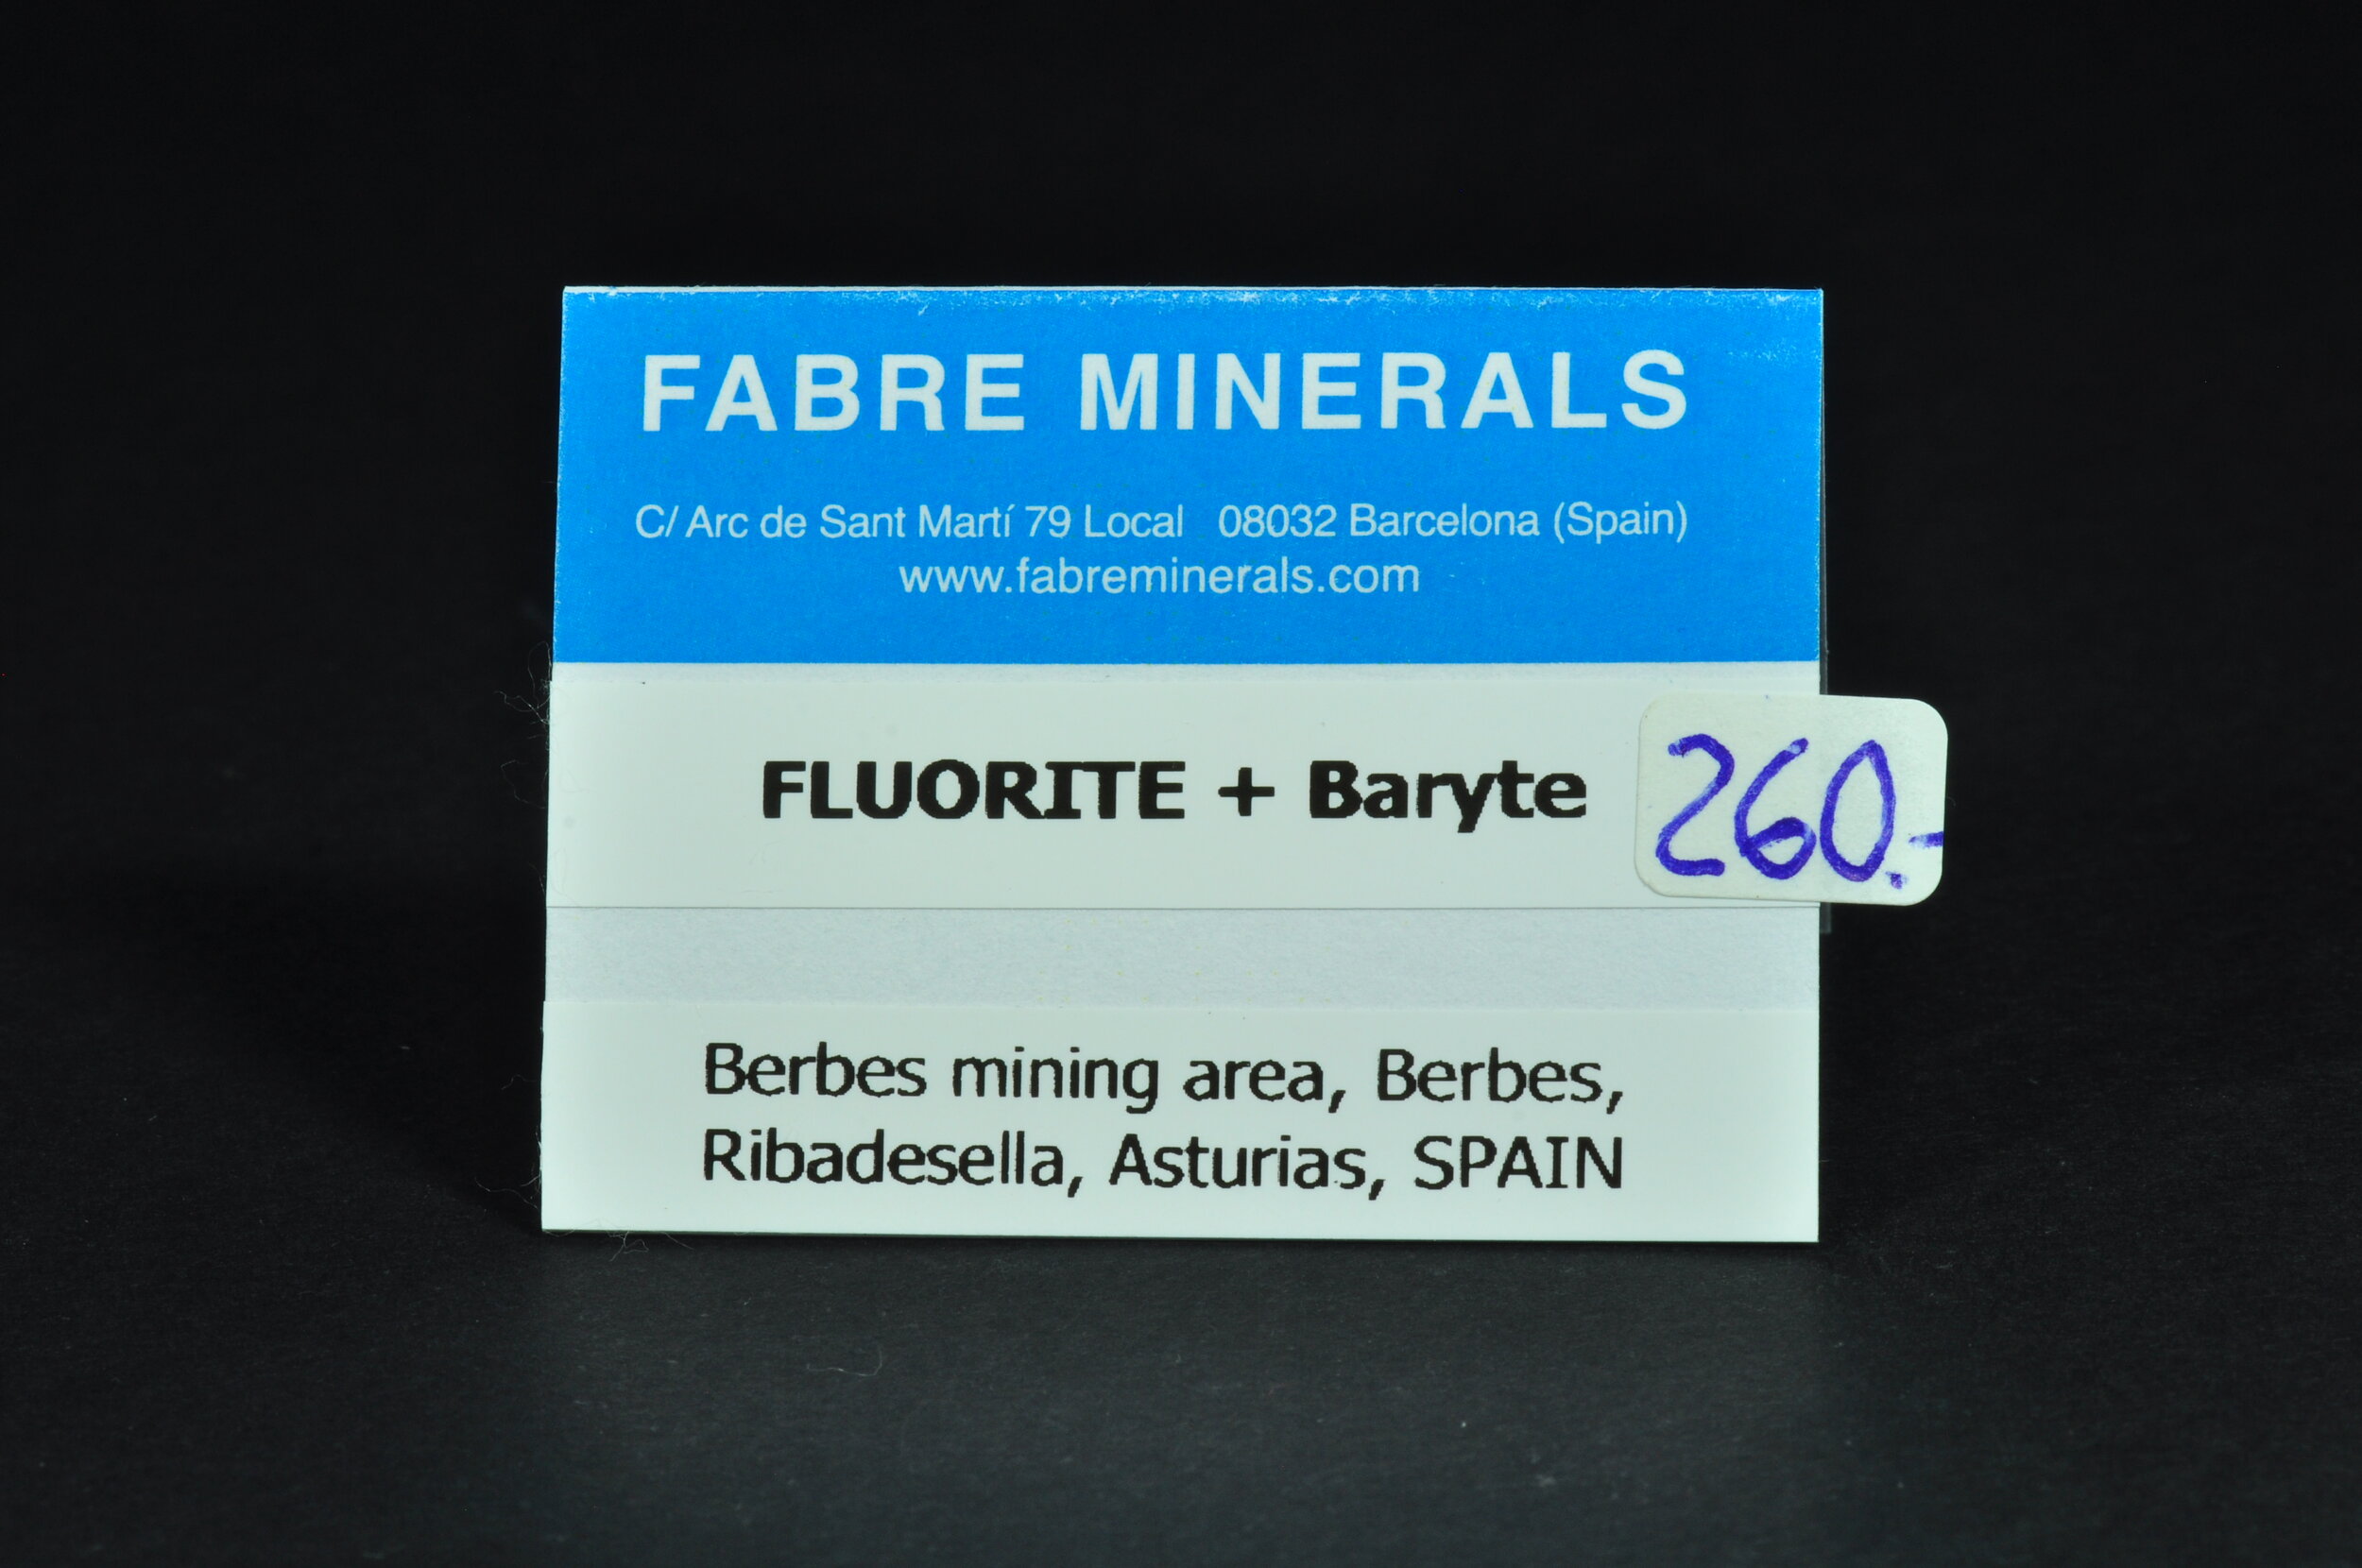 FABRE MINERALS
C/ Arc de Sant Martí 79 Local 08032 Barcelona (Spain)
www.fabreminerals.com
FLUORITE + Baryte
260.-
Berbes mining area, Berbes,
Ribadesella, Asturias, SPAIN